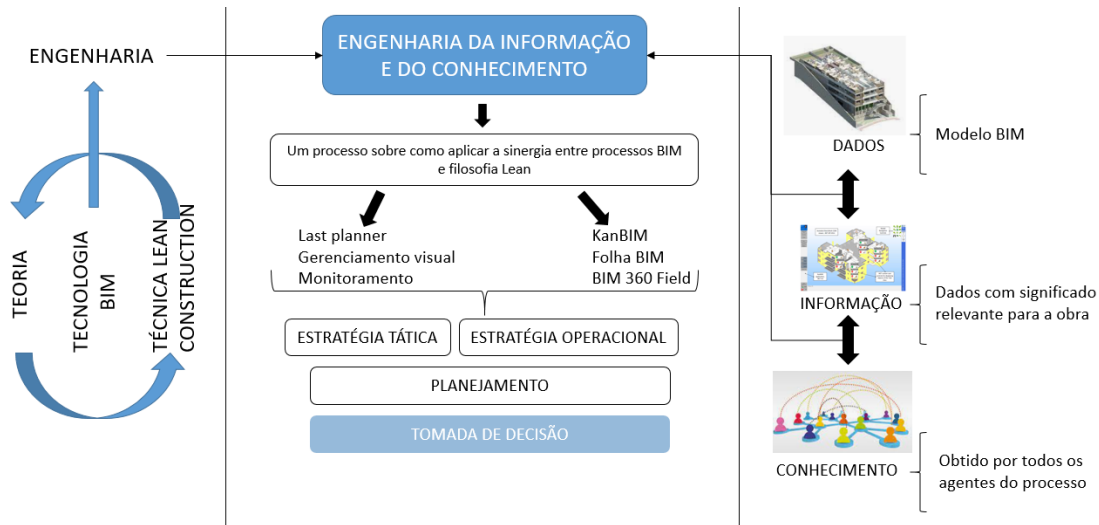 ENGENHARIA
TEORIA
TECNOLOGIA
BIM
TÉCNICA LEAN
CONSTRUCTION
ENGENHARIA DA INFORMAÇÃO
E DO CONHECIMENTO
Um processo sobre como aplicar a sinergia entre processos BIM
e filosofia Lean
Last planner
Gerenciamento visual
Monitoramento
KanBIM
Folha BIM
BIM 360 Field
ESTRATÉGIA TÁTICA
ESTRATÉGIA OPERACIONAL
PLANEJAMENTO
TOMADA DE DECISÃO
DADOS
Modelo BIM
INFORMAÇÃO
Dados com significado
relevante para a obra
CONHECIMENTO
Obtido por todos os
agentes do processo